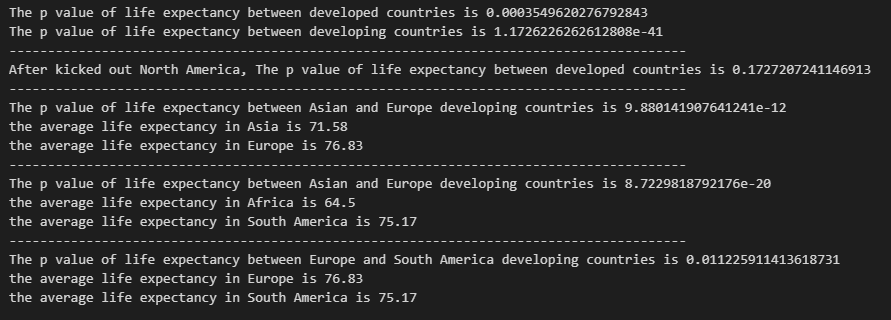 The p value of life expectancy between developed countries is 0.0003549620276792843
The p value of life expectancy between developing countries is 1.1726226262612808e-41
----------------------------------------------------------------------------------------
After kicked out North America, The p value of life expectancy between developed countries is 0.1727207241146913
----------------------------------------------------------------------------------------
The p value of life expectancy between Asian and Europe developing countries is 9.880141907641241e-12
the average life expectancy in Asia is 71.58
the average life expectancy in Europe is 76.83
----------------------------------------------------------------------------------------
The p value of life expectancy between Asian and Europe developing countries is 8.7229818792176e-20
the average life expectancy in Africa is 64.5
the average life expectancy in South America is 75.17
----------------------------------------------------------------------------------------
The p value of life expectancy between Europe and South America developing countries is 0.011225911413618731
the average life expectancy in Europe is 76.83
the average life expectancy in South America is 75.17